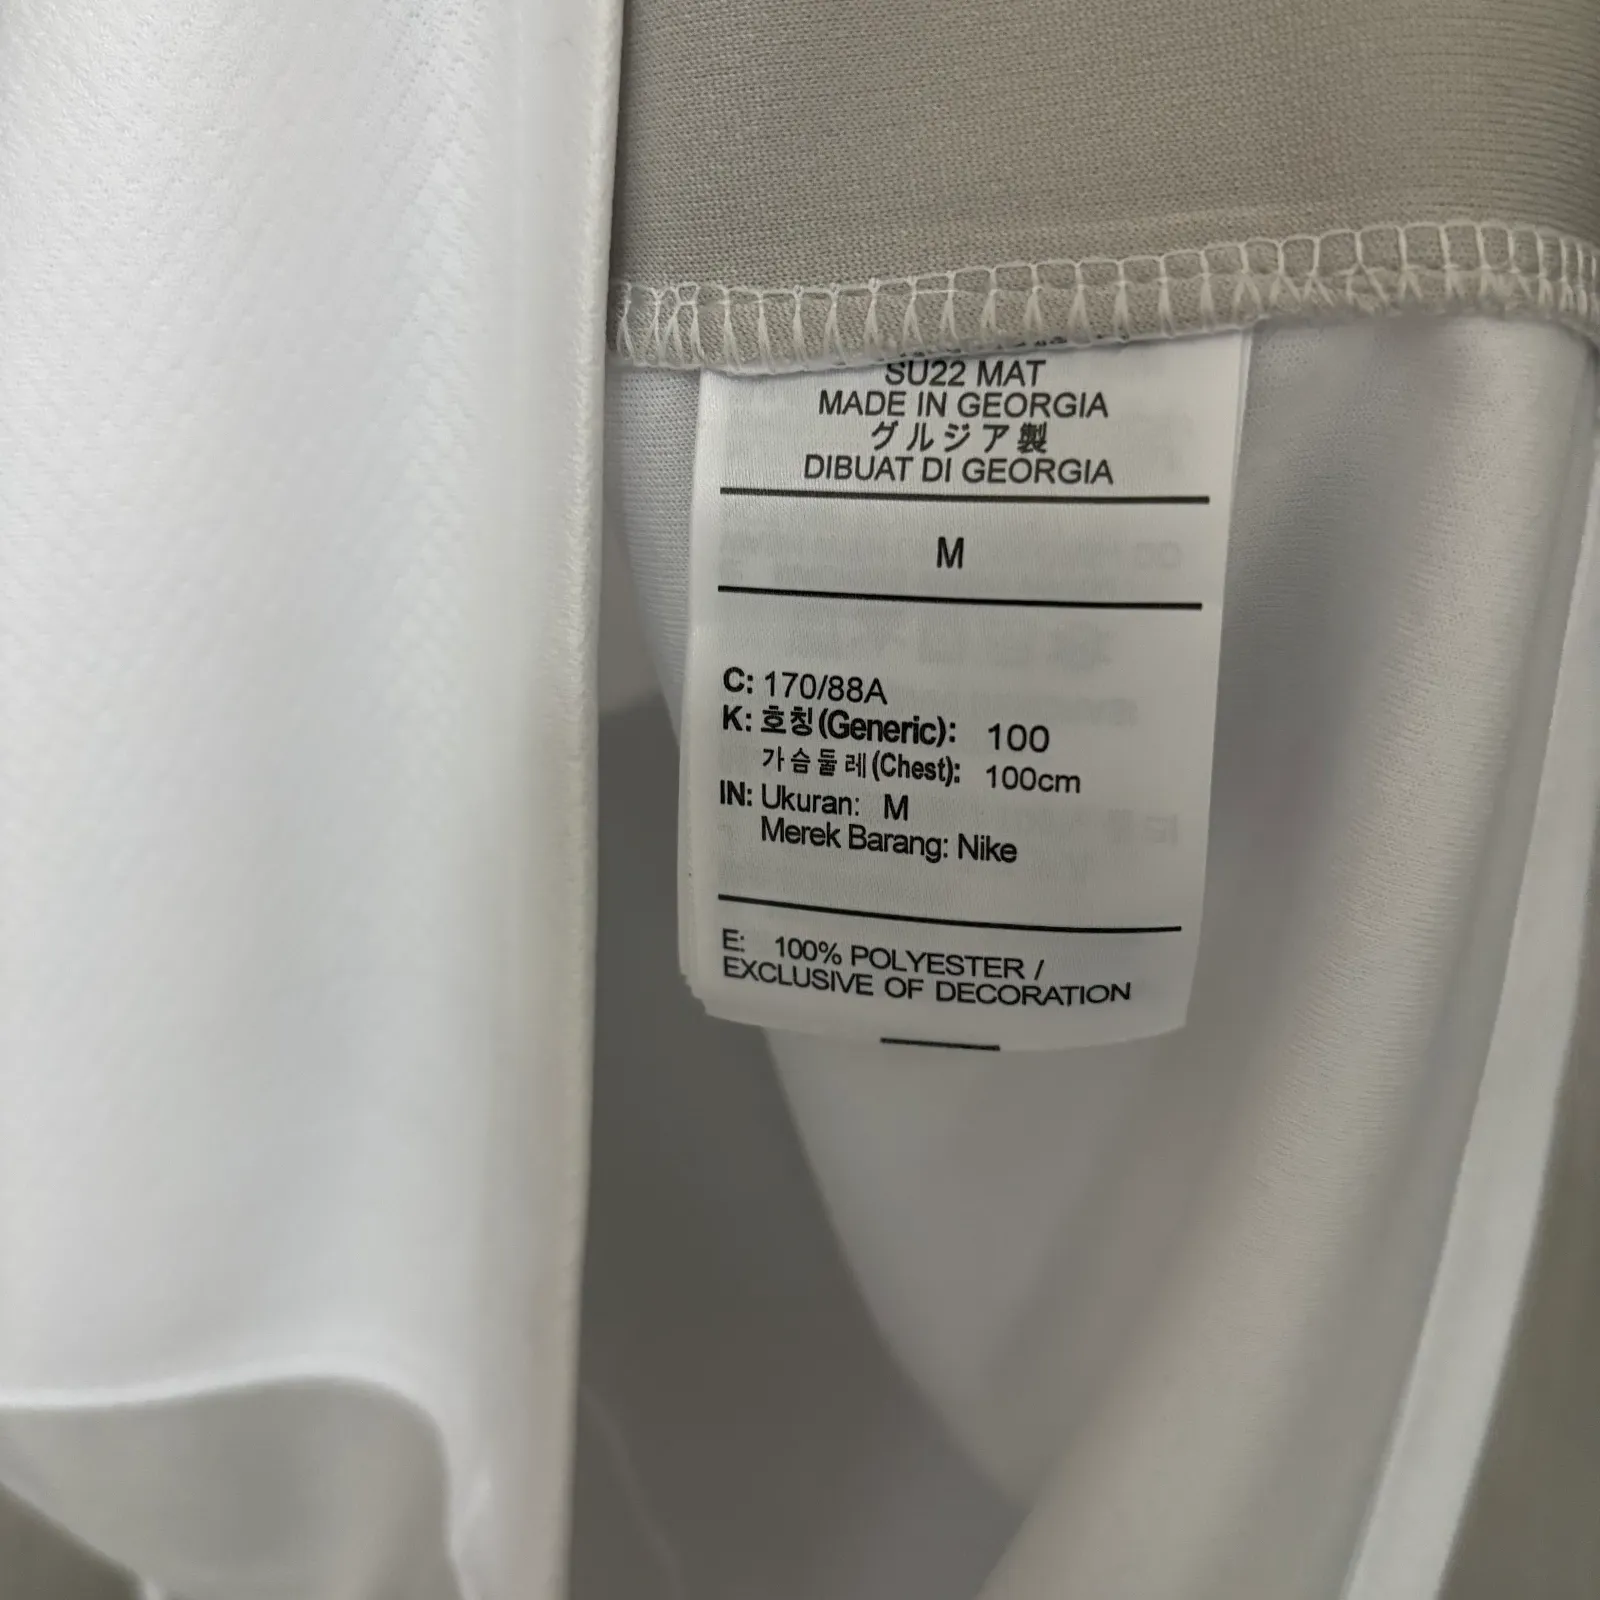 SU22 MAT
MADE IN GEORGIA
グルジア製
DIBUAT DI GEORGIA
M
C: 170/88A
K: 호칭(Generic): 100
가슴둘레(Chest): 100cm
IN: Ukuran: M
Merek Barang: Nike
E: 100% POLYESTER /
EXCLUSIVE OF DECORATION